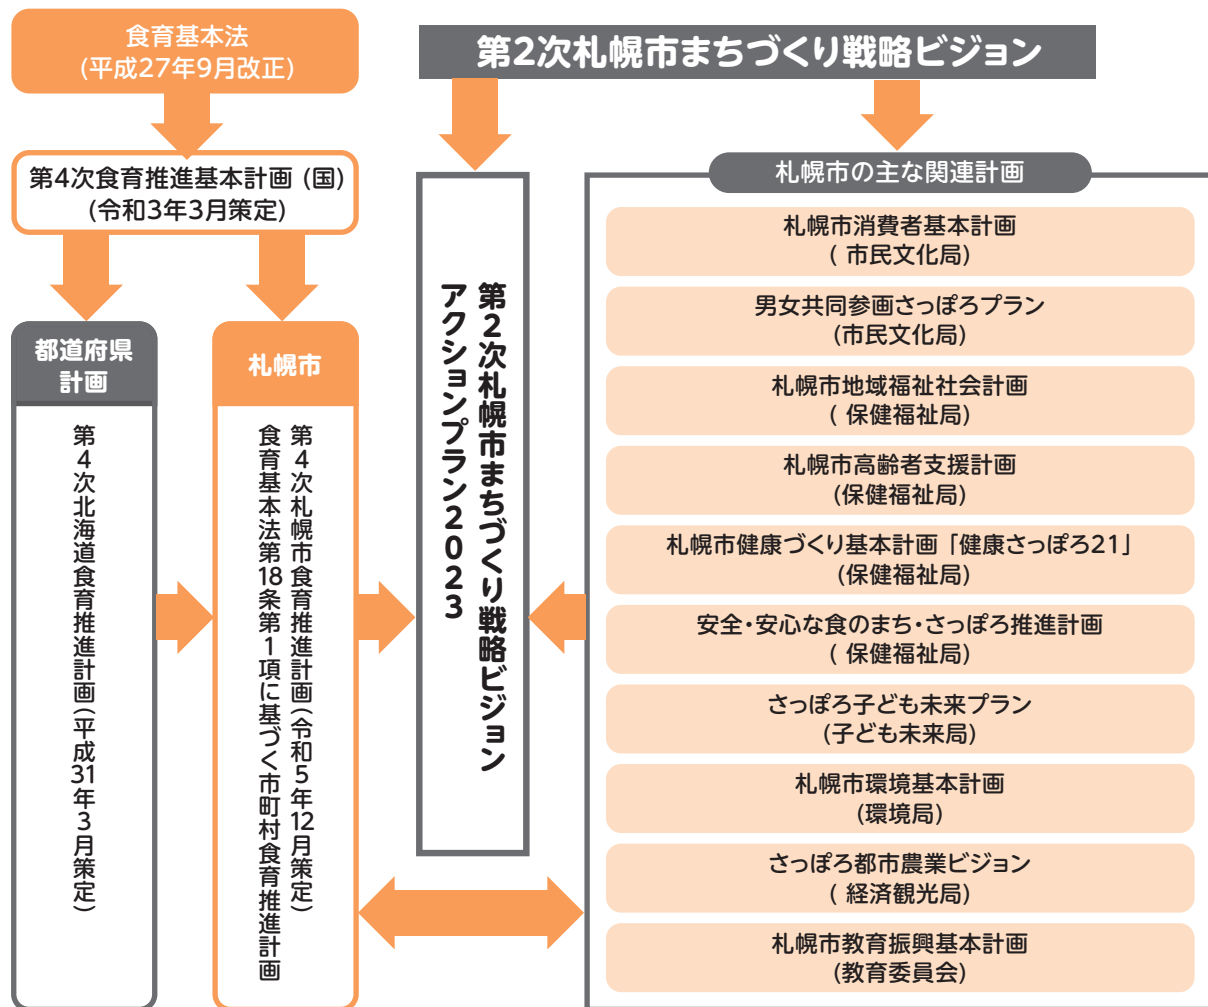 食育基本法
(平成27年9月改正)
第4次食育推進基本計画 (国)
(令和3年3月策定)
都道府県
計画
第4次北海道食育推進計画(平成31年3月策定)
札幌市
第4次札幌市食育推進計画(令和5年12月策定)
食育基本法第18条第1項に基づく市町村食育推進計画
第2次札幌市まちづくり戦略ビジョン
第2次札幌市まちづくり戦略ビジョン
アクションプラン2023
札幌市の主な関連計画
札幌市消費者基本計画
( 市民文化局)
男女共同参画さっぽろプラン
(市民文化局)
札幌市地域福祉社会計画
( 保健福祉局)
札幌市高齢者支援計画
(保健福祉局)
札幌市健康づくり基本計画「健康さっぽろ21」
(保健福祉局)
安全・安心な食のまち・さっぽろ推進計画
( 保健福祉局)
さっぽろ子ども未来プラン
(子ども未来局)
札幌市環境基本計画
(環境局)
さっぽろ都市農業ビジョン
( 経済観光局)
札幌市教育振興基本計画
(教育委員会)